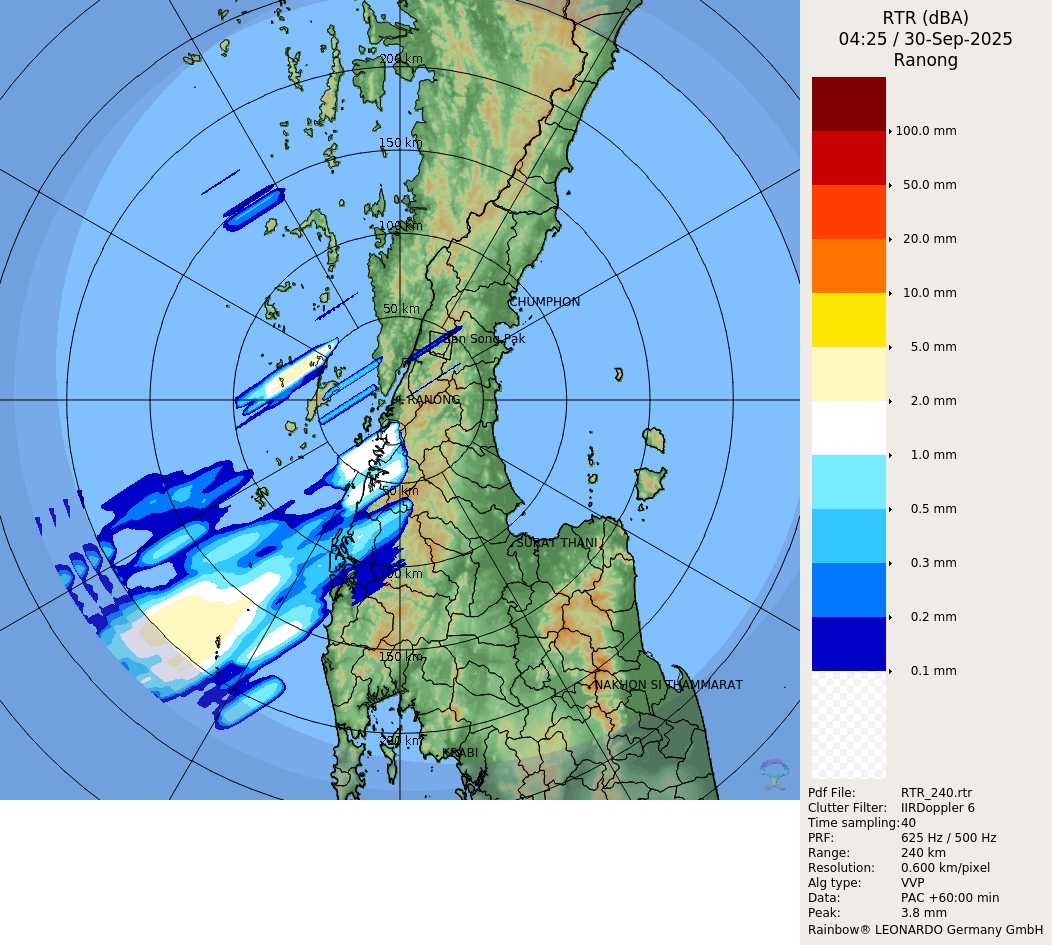 RTR (dBA)
04:25 / 30-Sep-2025
Ranong
200 km
150 km
100 km
50 km
CHUMPHON
Ban Song Pak
RANONG
50 km
SURAT THANI
100 km
150 km
NAKHON SI THAMMARAT
200 km
KRABI
100.0 mm
50.0 mm
20.0 mm
10.0 mm
5.0 mm
2.0 mm
1.0 mm
0.5 mm
0.3 mm
0.2 mm
0.1 mm
Pdf File: RTR_240.rtr
Clutter Filter: IIRDoppler 6
Time sampling:40
PRF: 625 Hz / 500 Hz
Range: 240 km
Resolution: 0.600 km/pixel
Alg type: VVP
Data: PAC +60:00 min
Peak: 3.8 mm
Rainbow® LEONARDO Germany GmbH